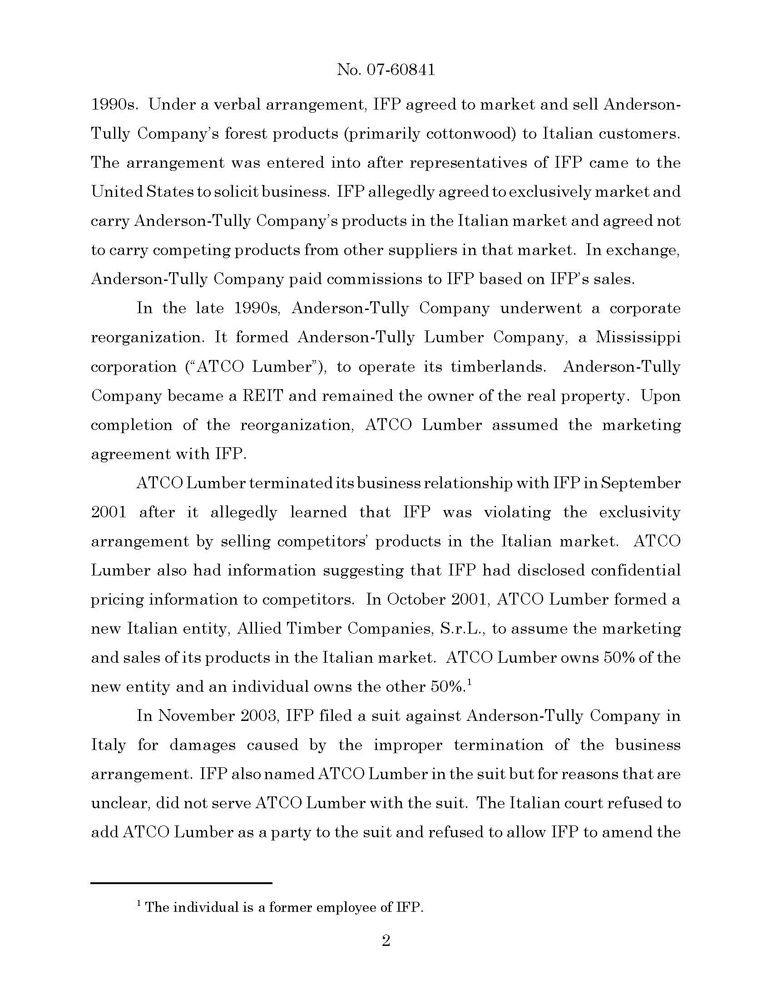 No. 07-60841
1990s. Under a verbal arrangement, IFP agreed to market and sell Anderson-
Tully Company's forest products (primarily cottonwood) to Italian customers.
The arrangement was entered into after representatives of IFP came to the
United States to solicit business. IFP allegedly agreed to exclusively market and
carry Anderson-Tully Company's products in the Italian market and agreed not
to carry competing products from other suppliers in that market. In exchange,
Anderson-Tully Company paid commissions to IFP based on IFP's sales.
In the late 1990s, Anderson-Tully Company underwent a corporate
reorganization. It formed Anderson-Tully Lumber Company, a Mississippi
corporation (“ATCO Lumber”), to operate its timberlands. Anderson-Tully
Company became a REIT and remained the owner of the real property. Upon
completion of the reorganization, ATCO Lumber assumed the marketing
agreement with IFP.
ATCO Lumber terminated its business relationship with IFP in September
2001 after it allegedly learned that IFP was violating the exclusivity
arrangement by selling competitors' products in the Italian market. ATCO
Lumber also had information suggesting that IFP had disclosed confidential
pricing information to competitors. In October 2001, ATCO Lumber formed a
new Italian entity, Allied Timber Companies, S.r.L., to assume the marketing
and sales of its products in the Italian market. ATCO Lumber owns 50% of the
new entity and an individual owns the other 50%.¹
In November 2003, IFP filed a suit against Anderson-Tully Company in
Italy for damages caused by the improper termination of the business
arrangement. IFP also named ATCO Lumber in the suit but for reasons that are
unclear, did not serve ATCO Lumber with the suit. The Italian court refused to
add ATCO Lumber as a party to the suit and refused to allow IFP to amend the
¹ The individual is a former employee of IFP.
2